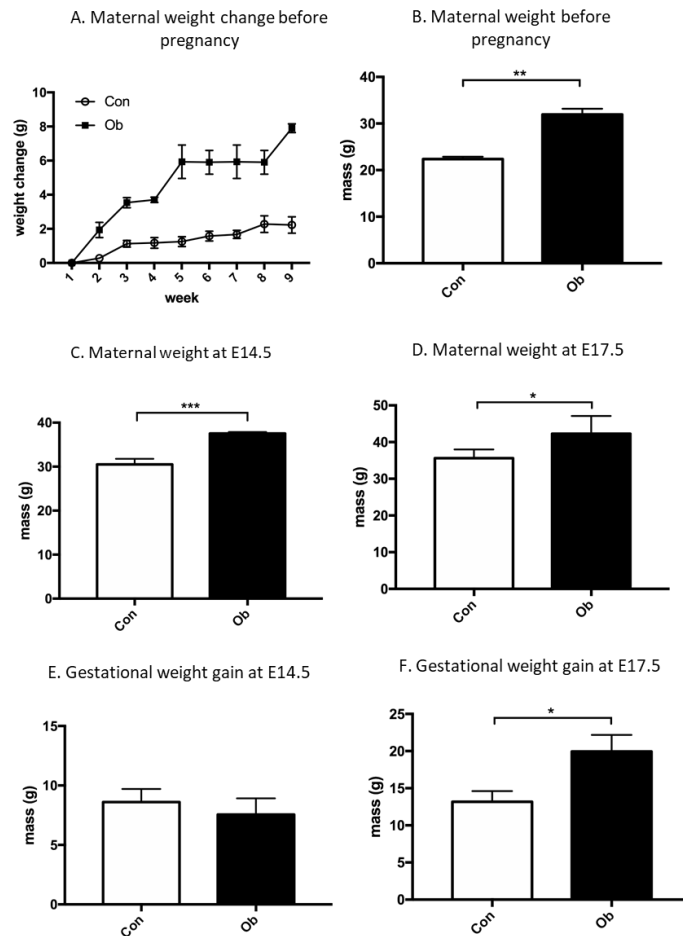 A. Maternal weight change before
pregnancy
weight change (g)
10
8
6
4
2
0
Con
Ob
1
2
3
4
5
6
7
8
9
week
B. Maternal weight before
pregnancy
mass (g)
40
30
20
10
0
**
Con
Ob
C. Maternal weight at E14.5
mass (g)
40
30
20
10
0
***
Con
Ob
D. Maternal weight at E17.5
mass (g)
50
40
30
20
10
0
*
Con
Ob
E. Gestational weight gain at E14.5
mass (g)
15
10
5
0
Con
Ob
F. Gestational weight gain at E17.5
mass (g)
25
20
15
10
5
0
*
Con
Ob